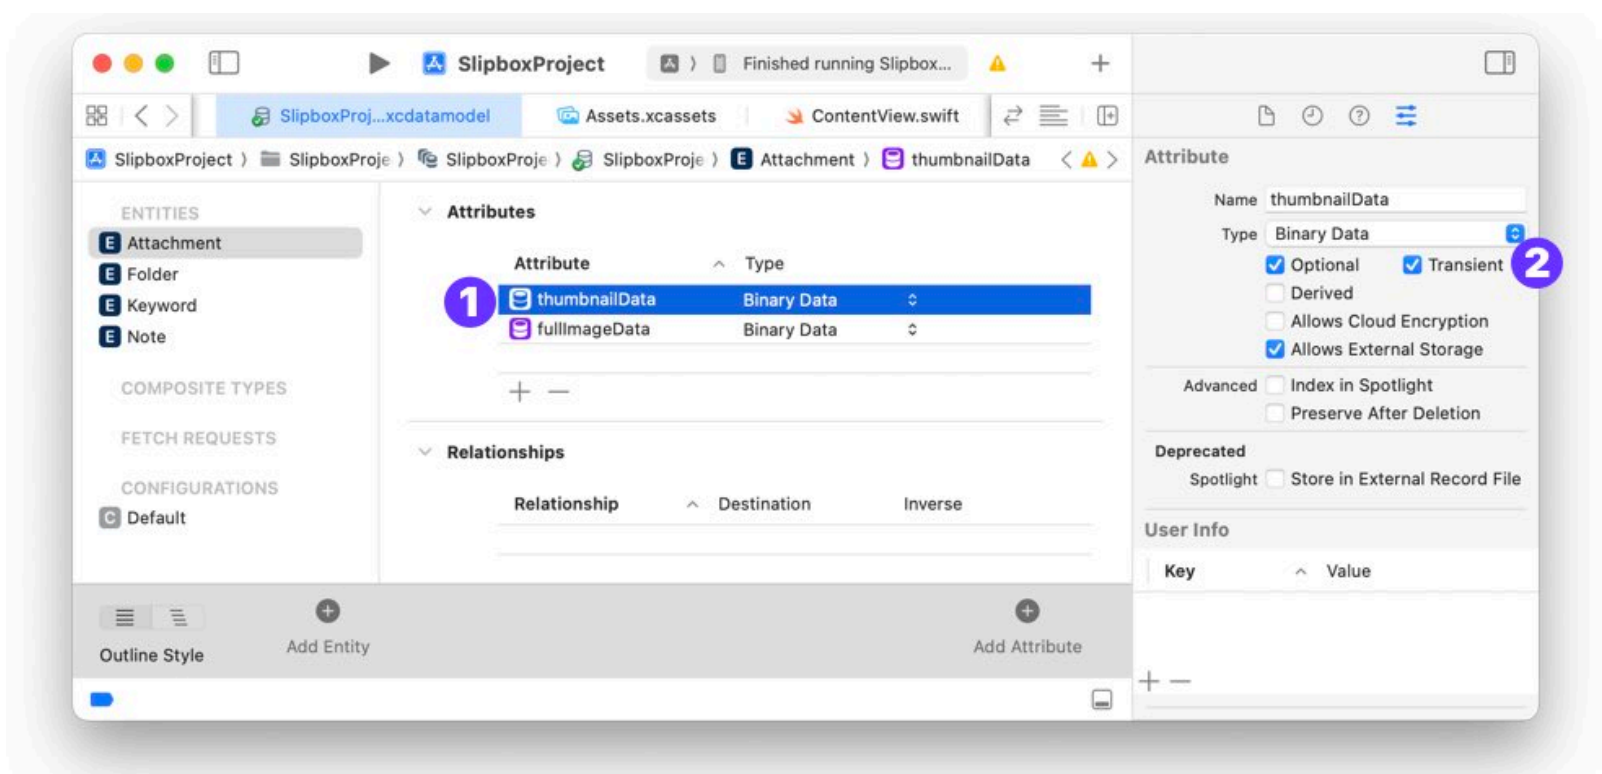 SlipboxProject
Finished running Slipbox...
SlipboxProj...xcdatamodel
Assets.xcassets
ContentView.swift
SlipboxProject
SlipboxProje
SlipboxProje
SlipboxProje
E Attachment
thumbnailData
ENTITIES
E Attachment
E Folder
E Keyword
E Note
COMPOSITE TYPES
FETCH REQUESTS
CONFIGURATIONS
C Default
Attributes
Attribute Type
1
thumbnailData Binary Data
fullImageData Binary Data
Relationships
Relationship Destination Inverse
Outline Style
Add Entity
Add Attribute
Attribute
Name thumbnailData
Type Binary Data
Optional Transient
2
Derived
Allows Cloud Encryption
Allows External Storage
Advanced Index in Spotlight
Preserve After Deletion
Deprecated
Spotlight Store in External Record File
User Info
Key Value